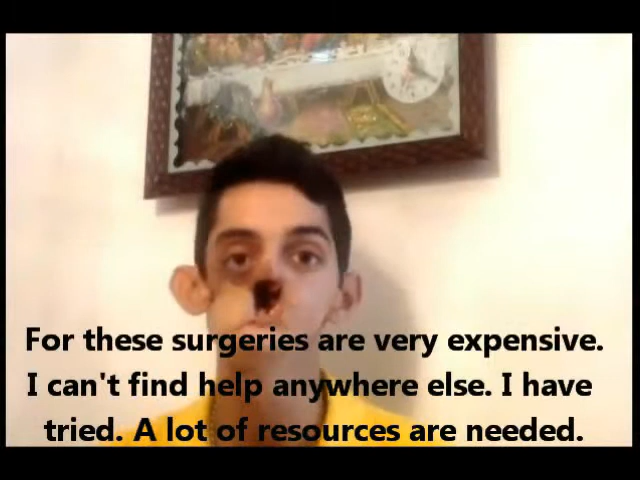 For these surgeries are very expensive.
I can't find help anywhere else. I have
tried. A lot of resources are needed.